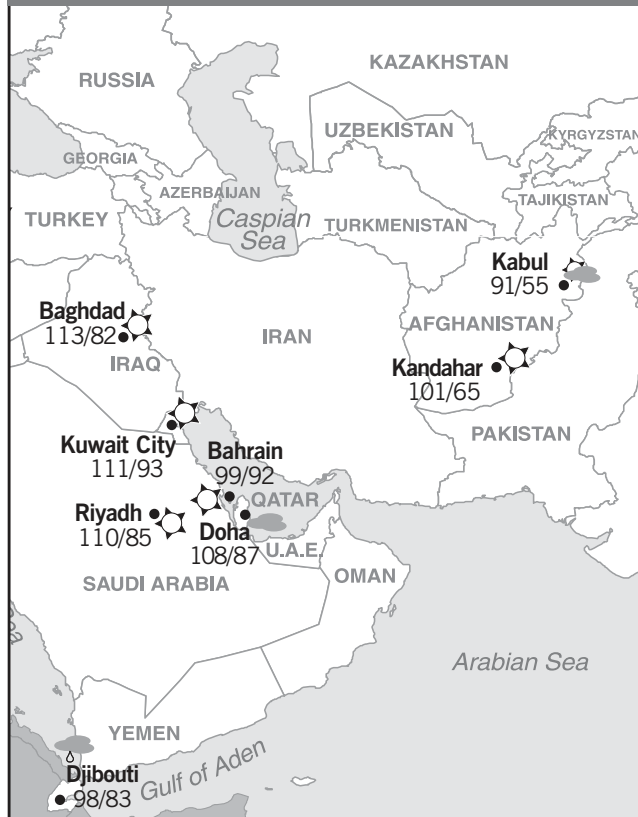 KAZAKHSTAN
RUSSIA
UZBEKISTAN
KYRGYZSTAN
GEORGIA
AZERBAIJAN
TAJIKISTAN
TURKEY
Caspian
Sea
TURKMENISTAN
Kabul
91/55
Baghdad
113/82
IRAN
AFGHANISTAN
IRAQ
Kandahar
101/65
PAKISTAN
Kuwait City
111/93
Bahrain
99/92
QATAR
Riyadh
110/85
Doha
108/87
U.A.E.
SAUDI ARABIA
OMAN
Arabian Sea
YEMEN
Gulf of Aden
Djibouti
98/83